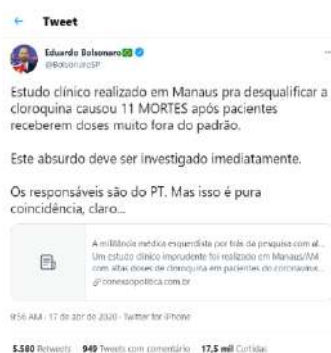 Tweet
Eduardo Bolsonaro
@BolsonaroSP
Estudo clínico realizado em Manaus pra desqualificar a
cloroquina causou 11 MORTES após pacientes
receberem doses muito fora do padrão.
Este absurdo deve ser investigado imediatamente.
Os responsáveis são do PT. Mas isso é pura
coincidência, claro...
A militância médica esquerdista por trás da pesquisa com al...
Um estudo clínico imprudente foi realizado em Manaus/AM
com altas doses de cloroquina em pacientes do coronavírus...
conexaopolitica.com.br
9:56 AM · 17 de abr de 2020 · Twitter for iPhone
5.580 Retweets 949 Tweets com comentário 17,5 mil Curtidas